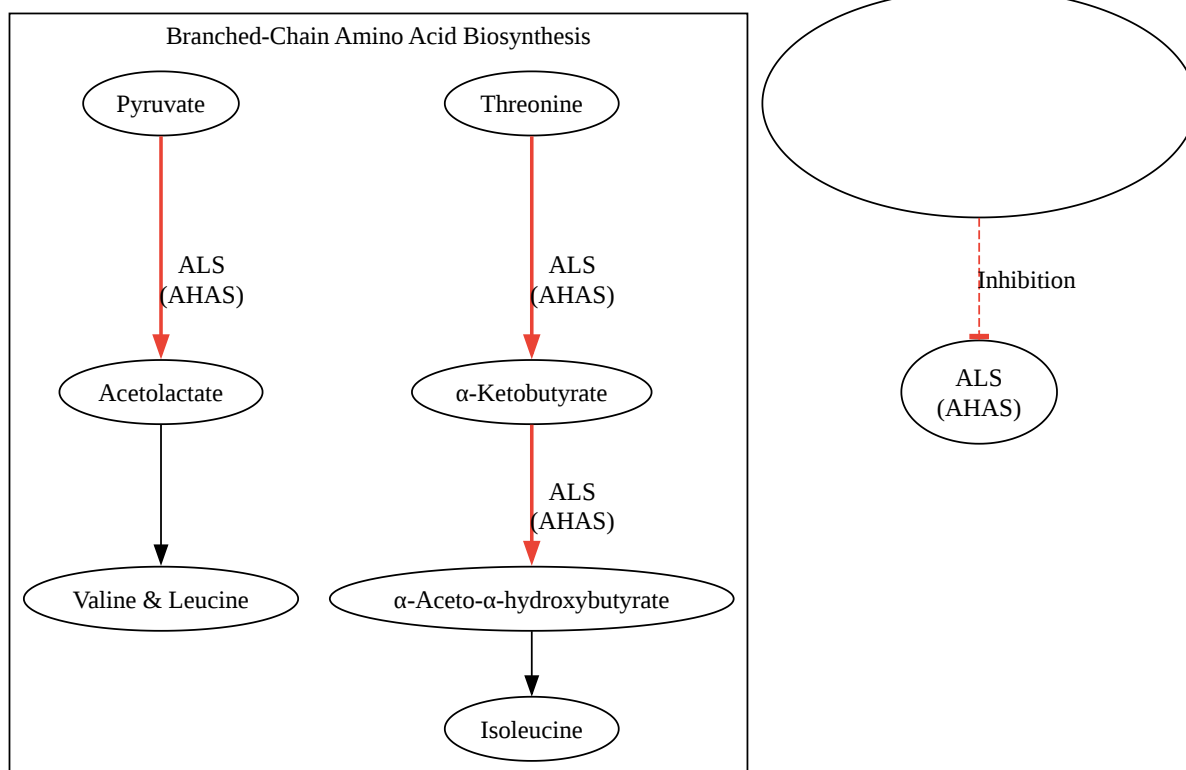 Branched-Chain Amino Acid Biosynthesis
Pyruvate
Threonine
ALS
(AHAS)
ALS
(AHAS)
Inhibition
Acetolactate
α-Ketobutyrate
ALS
(AHAS)
ALS
(AHAS)
Valine & Leucine
α-Aceto-α-hydroxybutyrate
Isoleucine